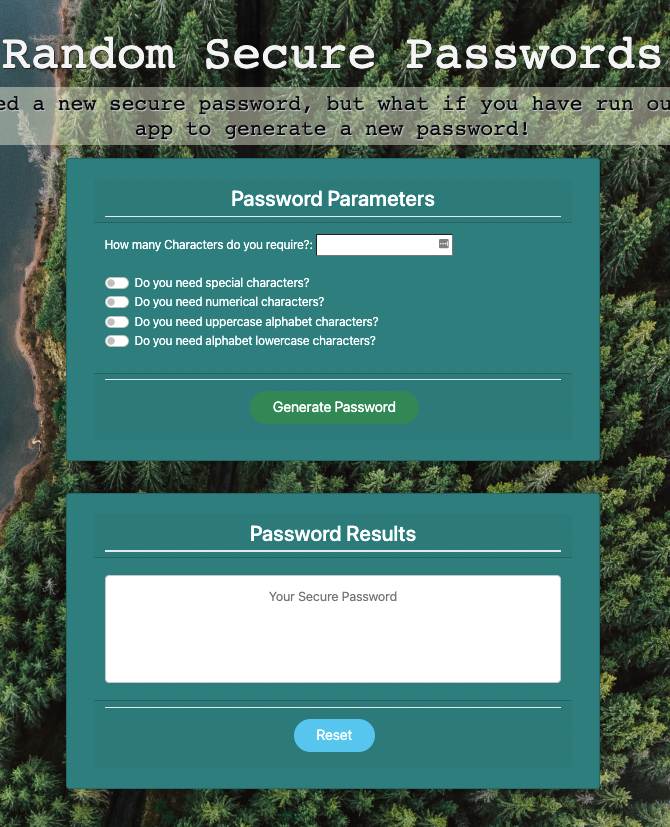 Random Secure Passwords
a new secure password, but what if you have run
app to generate a new password!
Password Parameters
How many Characters do you require?:
Do you need special characters?
Do you need numerical characters?
Do you need uppercase alphabet characters?
Do you need alphabet lowercase characters?
Generate Password
Password Results
Your Secure Password
Reset